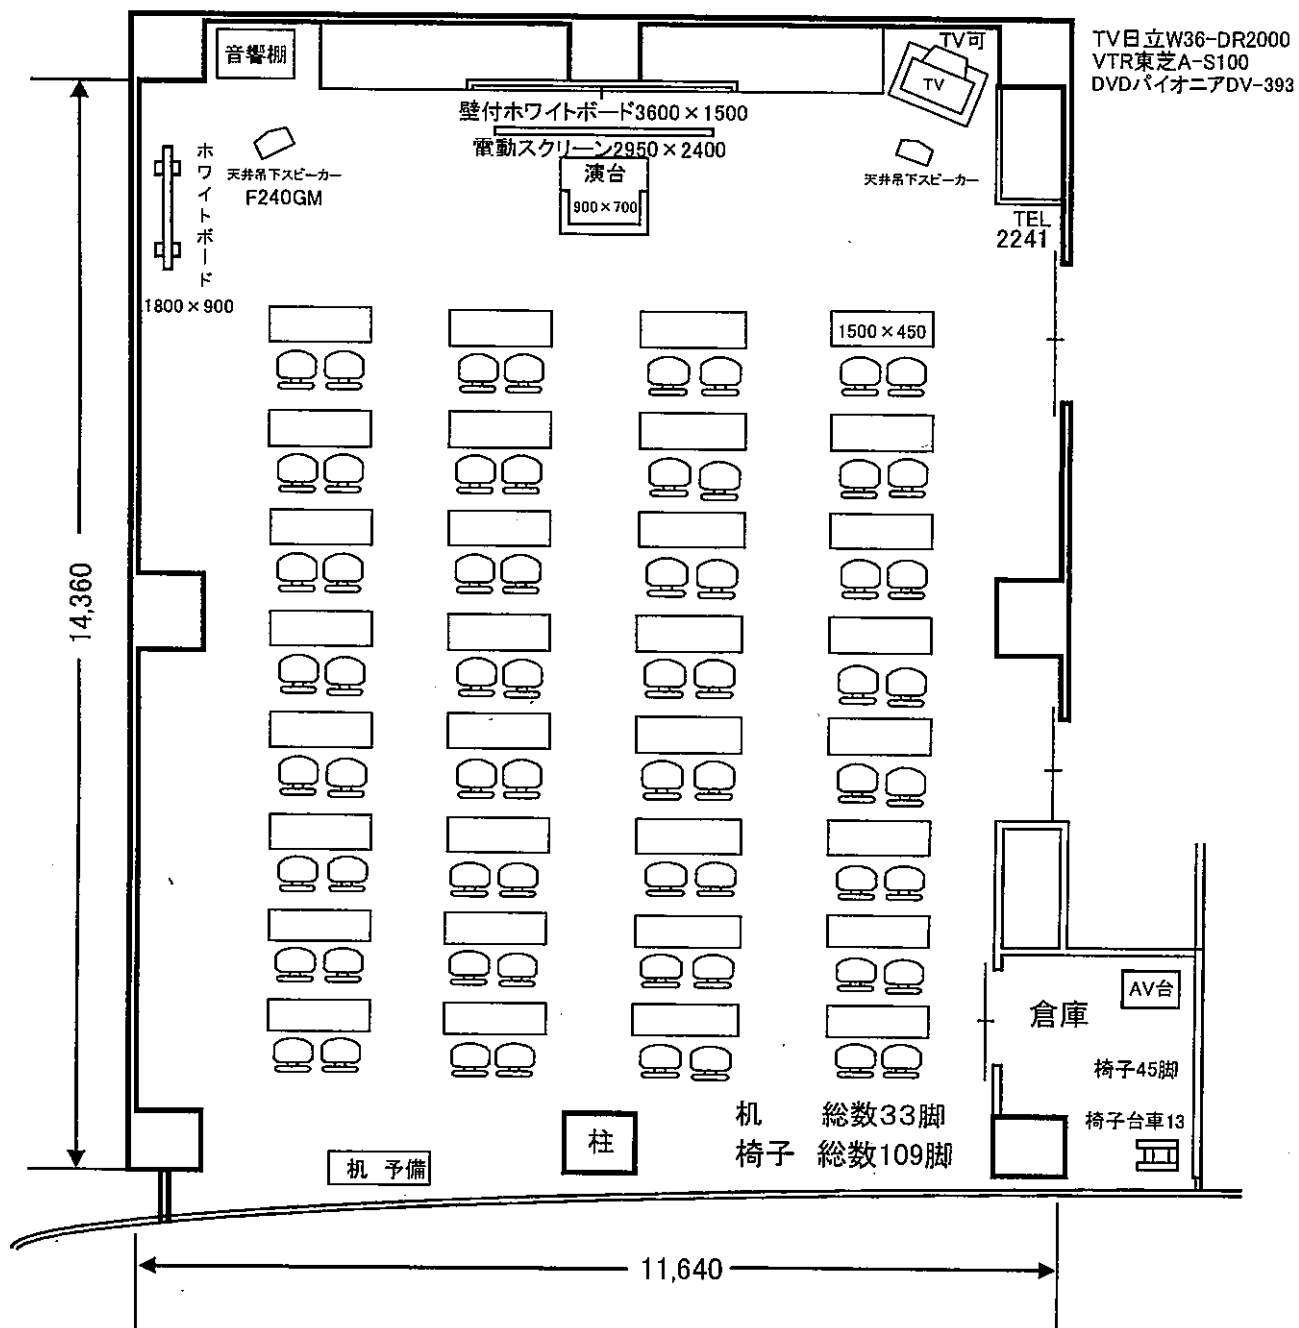 音響棚
TV可
TV
TV日立W36-DR2000
VTR東芝A-S100
DVDパイオニアDV-393
壁付ホワイトボード3600×1500
電動スクリーン2950×2400
演台
900×700
ホワイトボード
1800×900
天井吊下スピーカー
F240GM
天井吊下スピーカー
TEL
2241
1500×450
14,360
倉庫
AV台
椅子45脚
椅子台車13
机 総数33脚
椅子 総数109脚
柱
机 予備
11,640